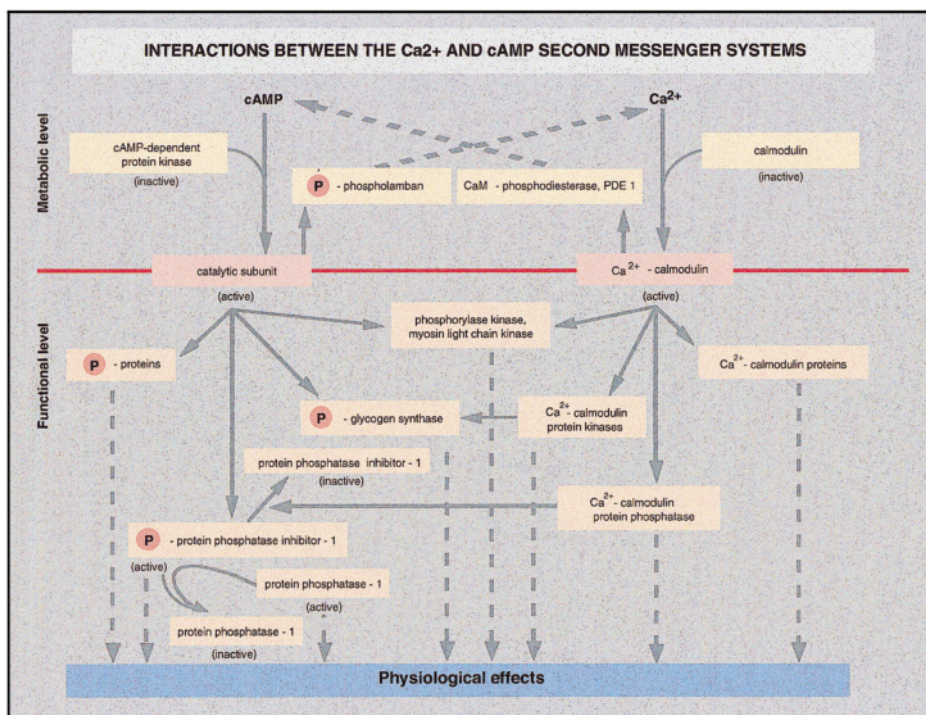 INTERACTIONS BETWEEN THE Ca2+ AND cAMP SECOND MESSENGER SYSTEMS
Metabolic level
cAMP
Ca2+
cAMP-dependent
protein kinase
(inactive)
calmodulin
(inactive)
P - phospholamban
CaM - phosphodiesterase, PDE 1
catalytic subunit
(active)
Ca2+ - calmodulin
(active)
Functional level
phosphorylase kinase,
myosin light chain kinase
P - proteins
Ca2+ - calmodulin proteins
P - glycogen synthase
Ca2+ - calmodulin
protein kinases
protein phosphatase inhibitor - 1
(inactive)
Ca2+ - calmodulin
protein phosphatase
P - protein phosphatase inhibitor - 1
(active)
protein phosphatase - 1
(active)
protein phosphatase - 1
(inactive)
Physiological effects